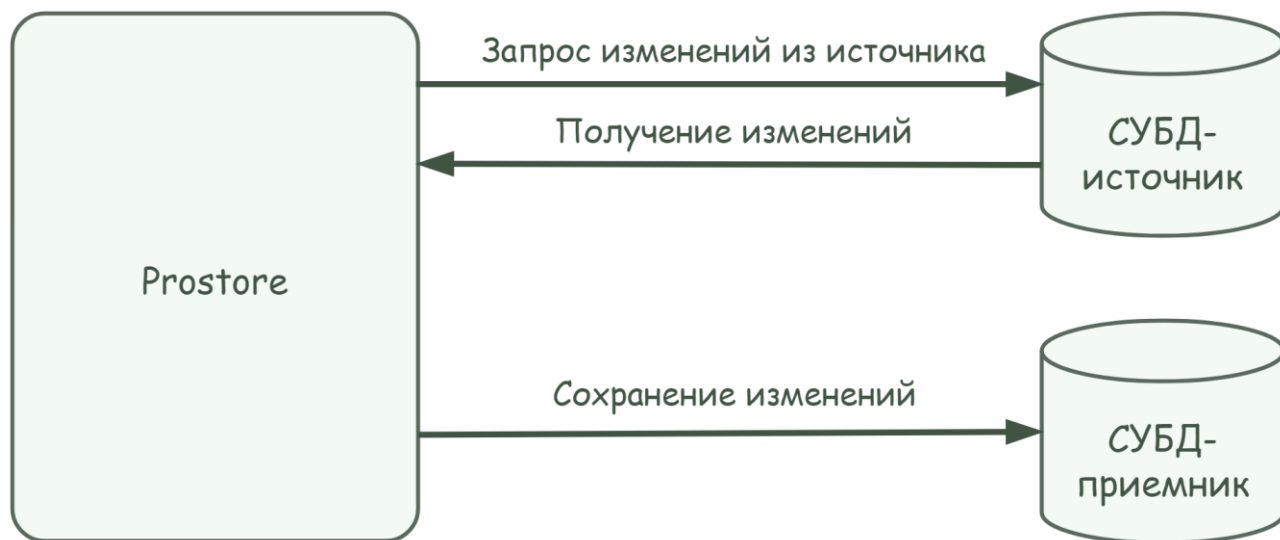 Запрос изменений из источника
Получение изменений
СУБД-
источник
Prostore
Сохранение изменений
СУБД-
приемник